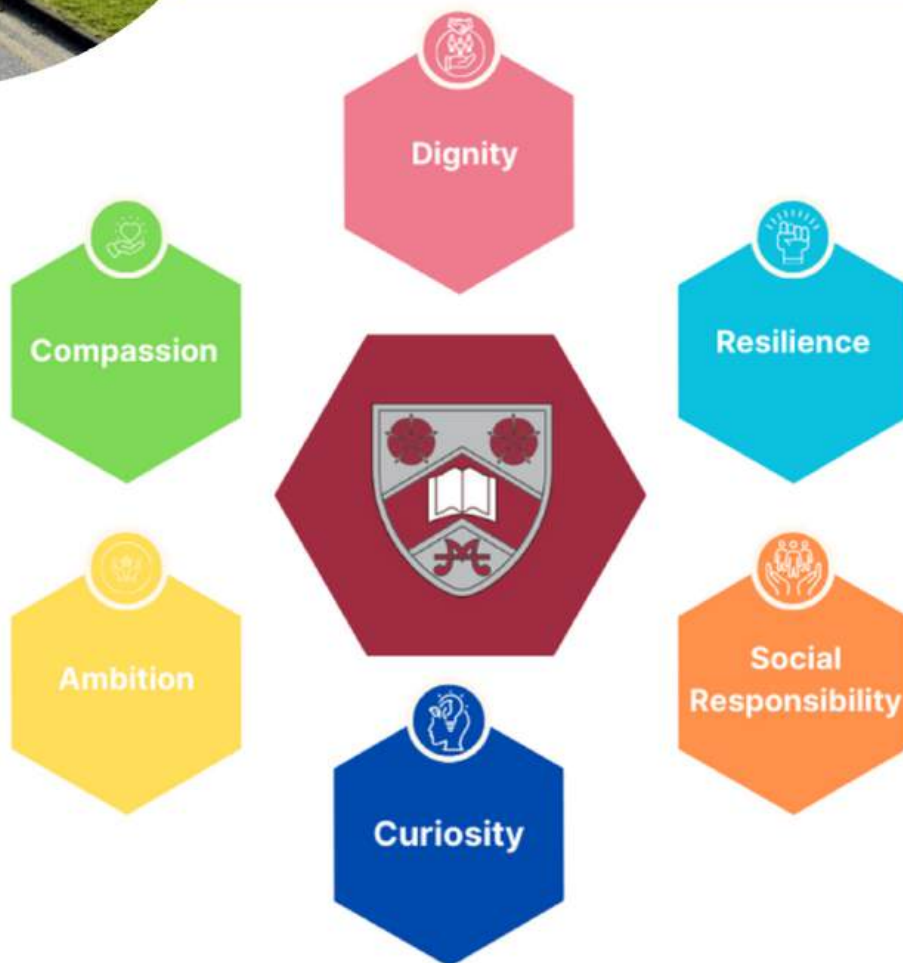 Dignity
Compassion
Resilience
Ambition
Social
Responsibility
Curiosity